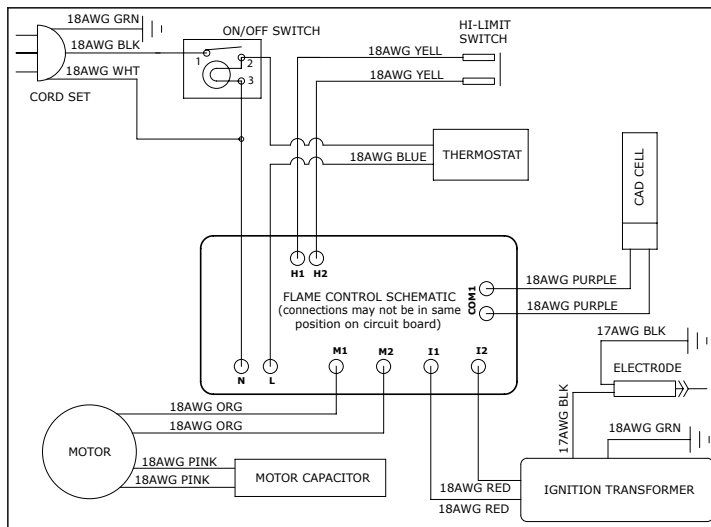 18AWG GRN
18AWG BLK
18AWG WHT
CORD SET
ON/OFF SWITCH
1
2
3
HI-LIMIT
SWITCH
18AWG YELL
18AWG YELL
18AWG BLUE
THERMOSTAT
CAD CELL
H1
H2
FLAME CONTROL SCHEMATIC
(connections may not be in same
position on circuit board)
COM1
18AWG PURPLE
18AWG PURPLE
N
L
M1
M2
I1
I2
17AWG BLK
ELECTR0DE
17AWG BLK
18AWG GRN
18AWG ORG
18AWG ORG
MOTOR
18AWG PINK
18AWG PINK
MOTOR CAPACITOR
18AWG RED
18AWG RED
IGNITION TRANSFORMER